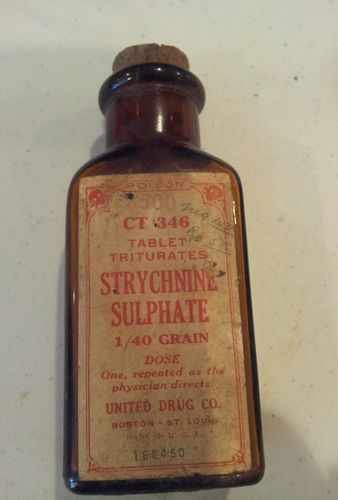 POISON
500
CT 346
TABLET
TRITURATES
STRYCHNINE
SULPHATE
1/40 GRAIN
DOSE
One, repeated as the
physician directs.
UNITED DRUG CO.
BOSTON - ST. LOUIS
MADE IN U. S. A.